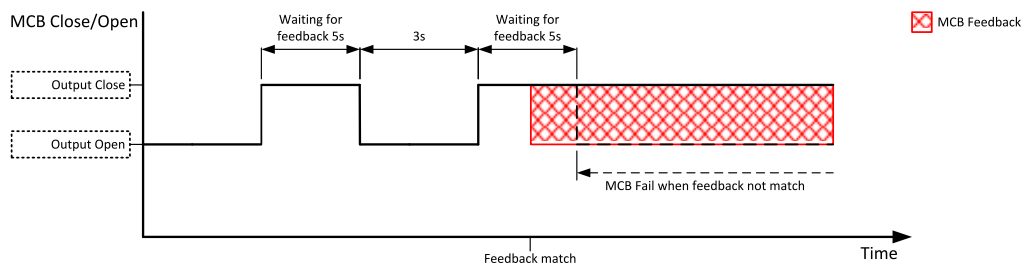 MCB Close/Open
Waiting for
feedback 5s
3s
Waiting for
feedback 5s
MCB Feedback
Output Close
Output Open
MCB Fail when feedback not match
Time
Feedback match